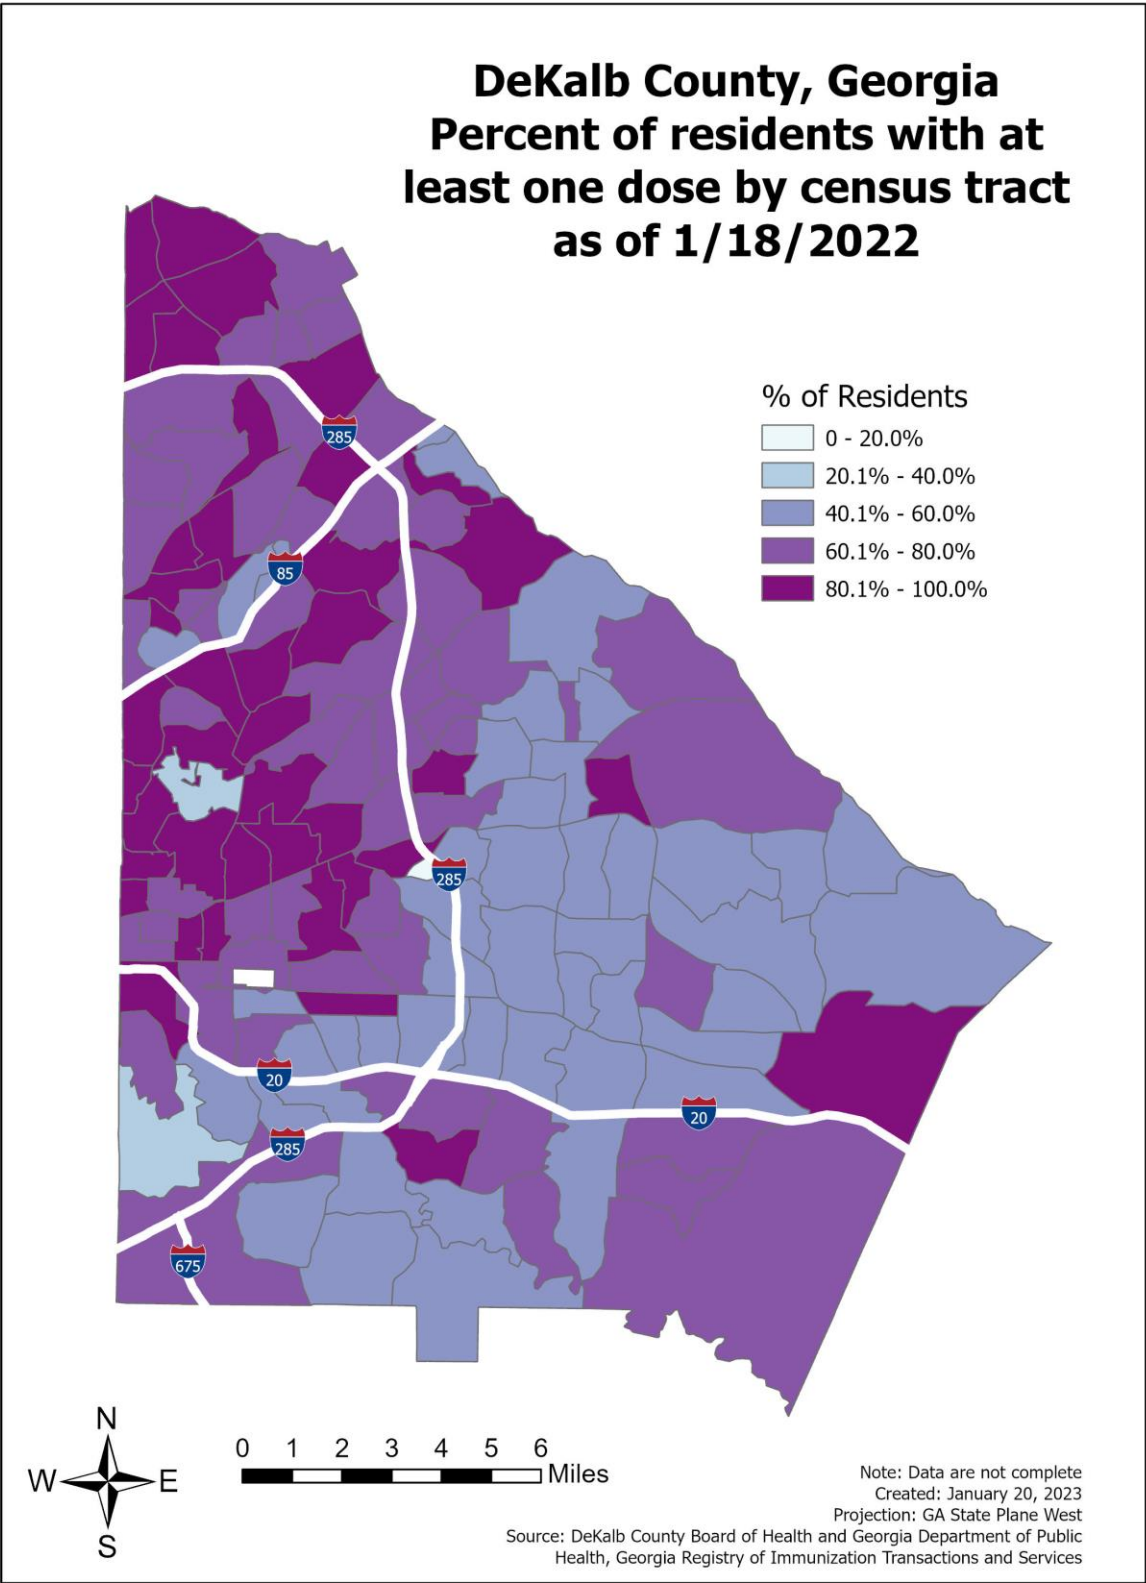 DeKalb County, Georgia
Percent of residents with at
least one dose by census tract
as of 1/18/2022
% of Residents
0 - 20.0%
20.1% - 40.0%
40.1% - 60.0%
60.1% - 80.0%
80.1% - 100.0%
285
85
285
20
20
285
675
N
W E
S
0 1 2 3 4 5 6
Miles
Note: Data are not complete
Created: January 20, 2023
Projection: GA State Plane West
Source: DeKalb County Board of Health and Georgia Department of Public
Health, Georgia Registry of Immunization Transactions and Services